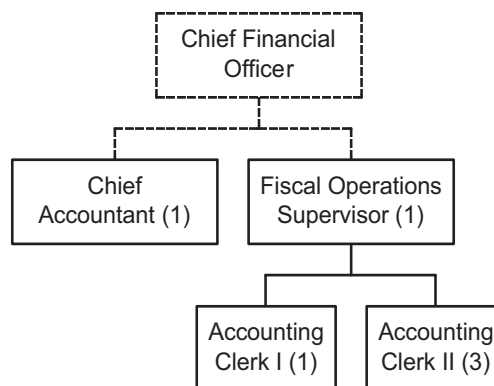 Chief Financial
Officer
Chief
Accountant (1)
Fiscal Operations
Supervisor (1)
Accounting
Clerk I (1)
Accounting
Clerk II (3)